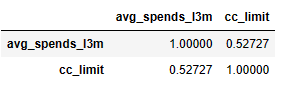 avg_spends_l3m cc_limit
avg_spends_l3m 1.00000 0.52727
cc_limit 0.52727 1.00000